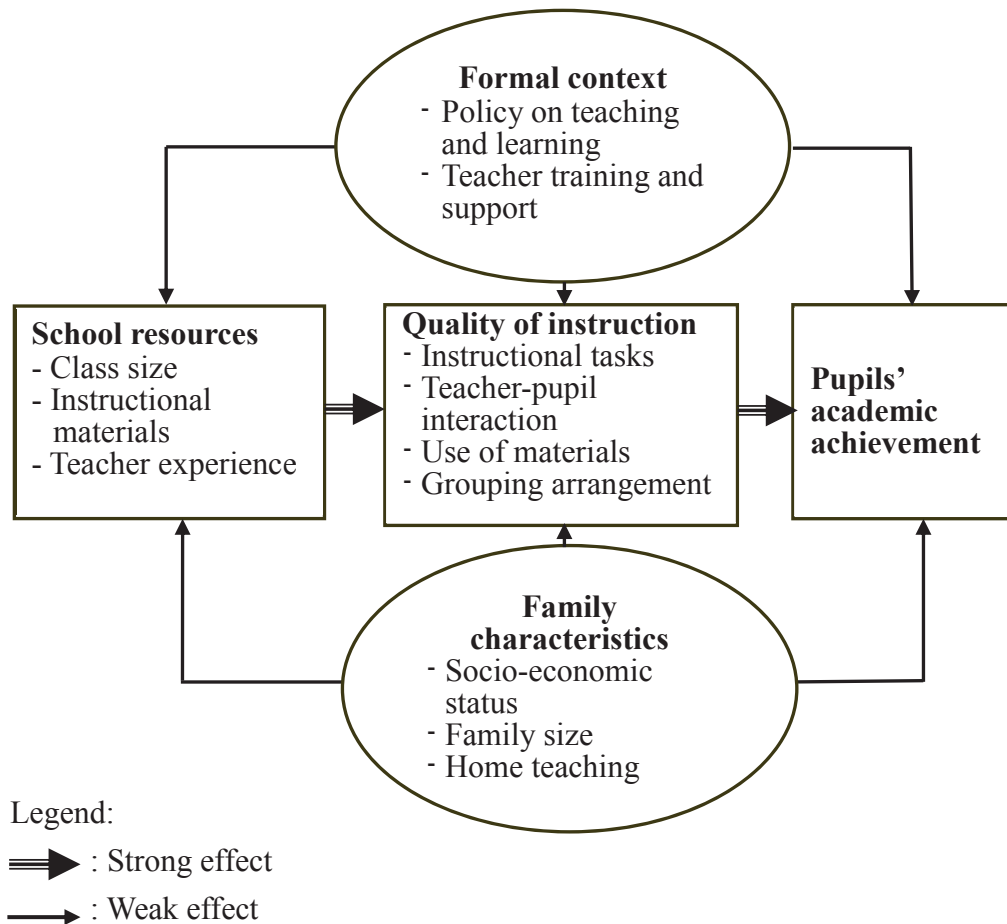 Formal context
- Policy on teaching
and learning
- Teacher training and
support
School resources
- Class size
- Instructional
materials
- Teacher experience
Quality of instruction
- Instructional tasks
- Teacher-pupil
interaction
- Use of materials
- Grouping arrangement
Pupils’
academic
achievement
Family
characteristics
- Socio-economic
status
- Family size
- Home teaching
Legend:
: Strong effect
: Weak effect